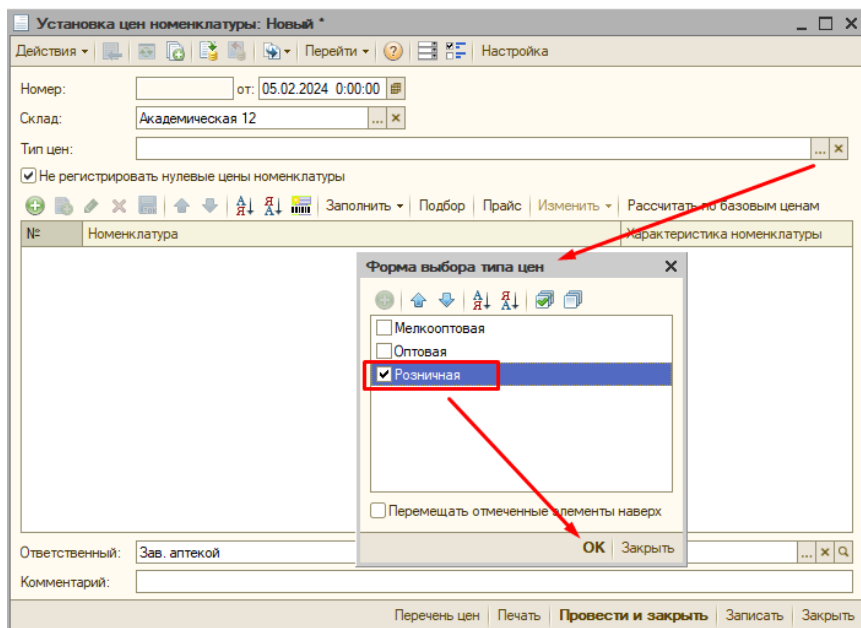 Установка цен номенклатуры: Новый *
Действия Перейти Настройка
Номер: от: 05.02.2024 0:00:00
Склад: Академическая 12 ... ×
Тип цен: ... ×
Не регистрировать нулевые цены номенклатуры
Заполнить Подбор Прайс Изменить Рассчитать по базовым ценам
№ Номенклатура Характеристика номенклатуры
Форма выбора типа цен
Мелкооптовая
Оптовая
Розничная
Перемещать отмеченные элементы наверх
OK Закрыть
Ответственный: Зав. аптекой ... ×
Комментарий:
Перечень цен Печать Провести и закрыть Записать Закрыть